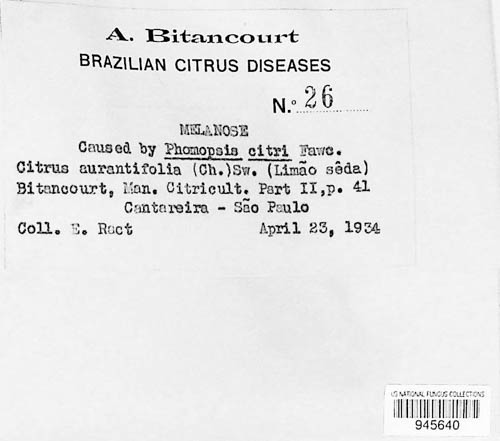 A. Bitancourt
BRAZILIAN CITRUS DISEASES
N.º 26
MELANOSE
Caused by Phomopsis citri Fawc.
Citrus aurantifolia (Ch.)Sw. (Limão sêda)
Bitancourt, Man. Citricult. Part II,p. 41
Cantareira - São Paulo
Coll. E. Ract April 23, 1934
US NATIONAL FUNGUS COLLECTIONS
945640